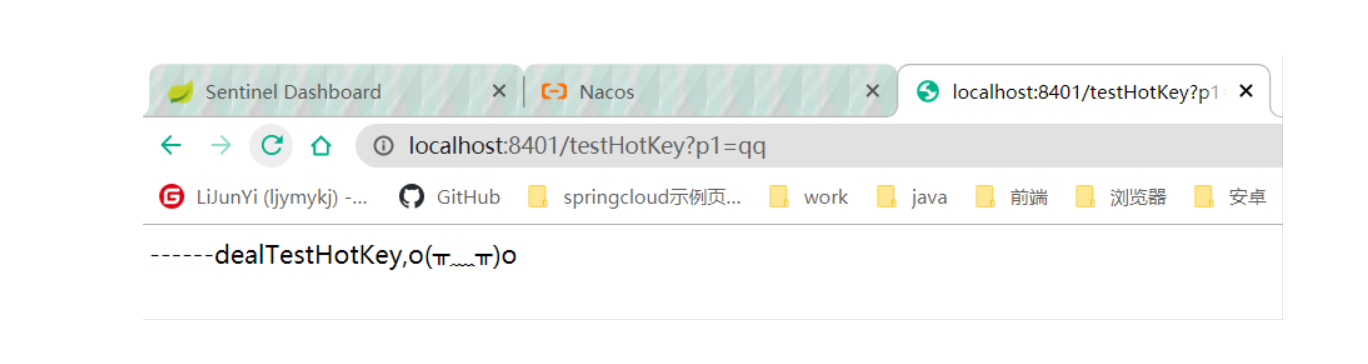 Sentinel Dashboard Nacos localhost:8401/testHotKey?p1
localhost:8401/testHotKey?p1=qq
LiJunYi (ljymykj) -... GitHub springcloud示例页... work java 前端 浏览器 安卓
------dealTestHotKey,o(╥﹏╥)o